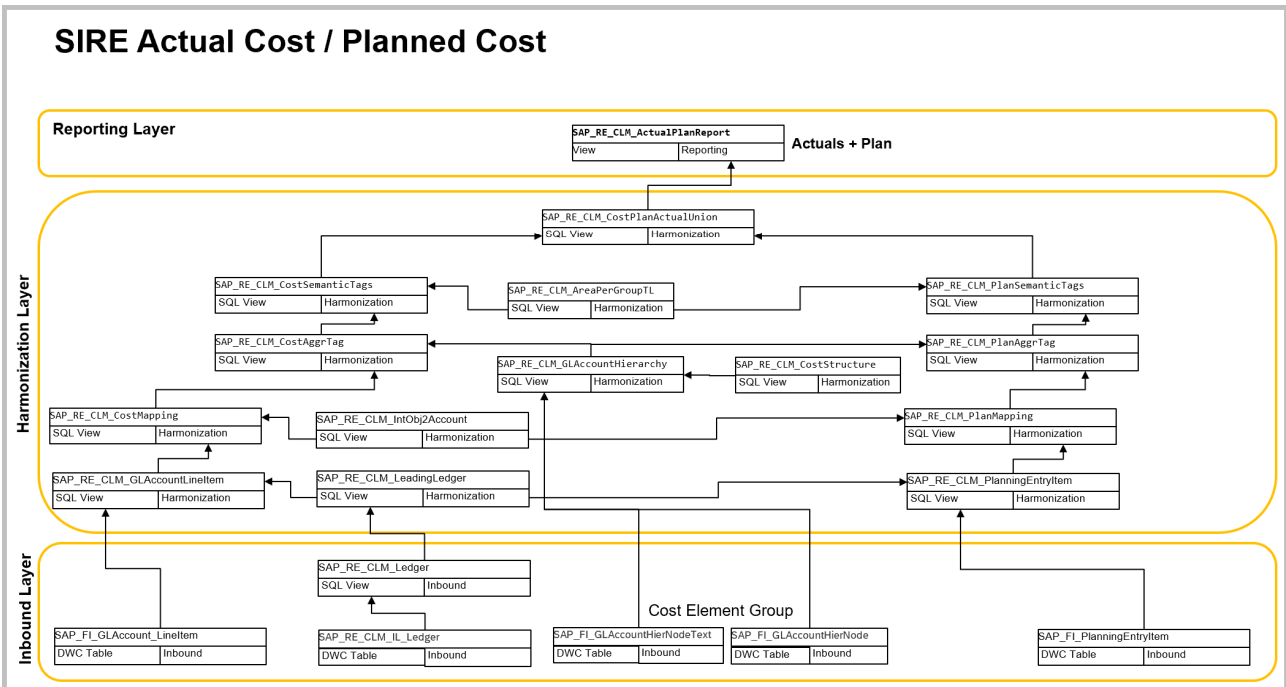 SIRE Actual Cost / Planned Cost
Reporting Layer
SAP_RE_CLM_ActualPlanReport
View Reporting
Actuals + Plan
Harmonization Layer
SAP_RE_CLM_CostPlanActualUnion
SQL View Harmonization
SAP_RE_CLM_CostSemanticTags
SQL View Harmonization
SAP_RE_CLM_AreaPerGroupTL
SQL View Harmonization
SAP_RE_CLM_PlanSemanticTags
SQL View Harmonization
SAP_RE_CLM_CostAggrTag
SQL View Harmonization
SAP_RE_CLM_GLAccountHierarchy
SQL View Harmonization
SAP_RE_CLM_CostStructure
SQL View Harmonization
SAP_RE_CLM_PlanAggrTag
SQL View Harmonization
SAP_RE_CLM_CostMapping
SQL View Harmonization
SAP_RE_CLM_IntObj2Account
SQL View Harmonization
SAP_RE_CLM_PlanMapping
SQL View Harmonization
SAP_RE_CLM_GLAccountLineItem
SQL View Harmonization
SAP_RE_CLM_LeadingLedger
SQL View Harmonization
SAP_RE_CLM_PlanningEntryItem
SQL View Harmonization
Inbound Layer
SAP_RE_CLM_Ledger
SQL View Inbound
Cost Element Group
SAP_FI_GLAccount_LineItem
DWC Table Inbound
SAP_RE_CLM_IL_Ledger
DWC Table Inbound
SAP_FI_GLAccountHierNodeText
DWC Table Inbound
SAP_FI_GLAccountHierNode
DWC Table Inbound
SAP_FI_PlanningEntryItem
DWC Table Inbound